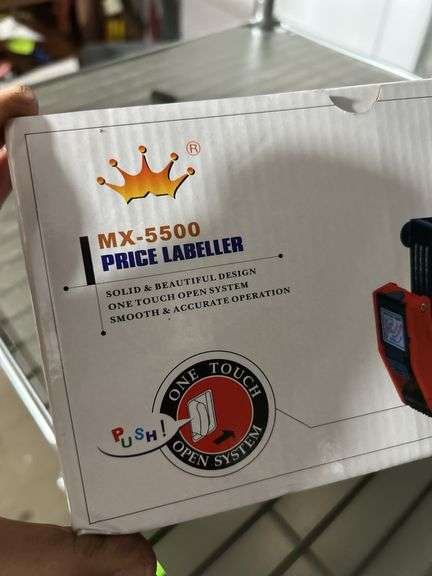 ®
MX-5500
PRICE LABELLER
SOLID & BEAUTIFUL DESIGN
ONE TOUCH OPEN SYSTEM
SMOOTH & ACCURATE OPERATION
ONE TOUCH
OPEN SYSTEM
PUSH!